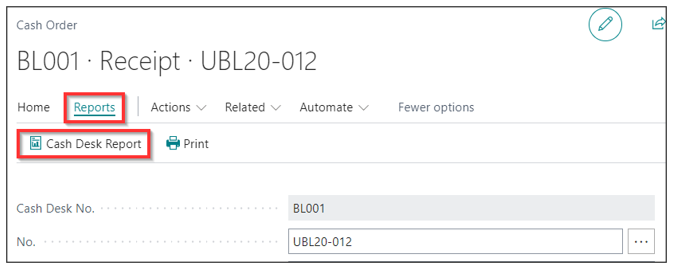 Cash Order
BL001 · Receipt · UBL20-012
Home Reports Actions Related Automate Fewer options
Cash Desk Report Print
Cash Desk No. BL001
No. UBL20-012 ...